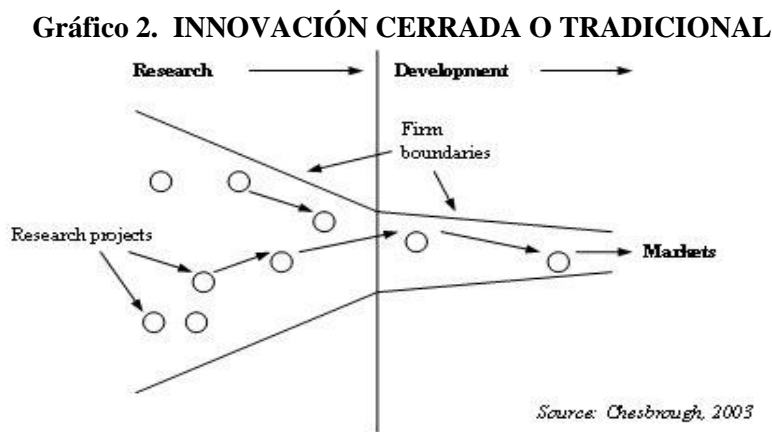 Gráfico 2. INNOVACIÓN CERRADA O TRADICIONAL
Research
Development
Firm
boundaries
Research projects
Markets
Source: Chesbrough, 2003